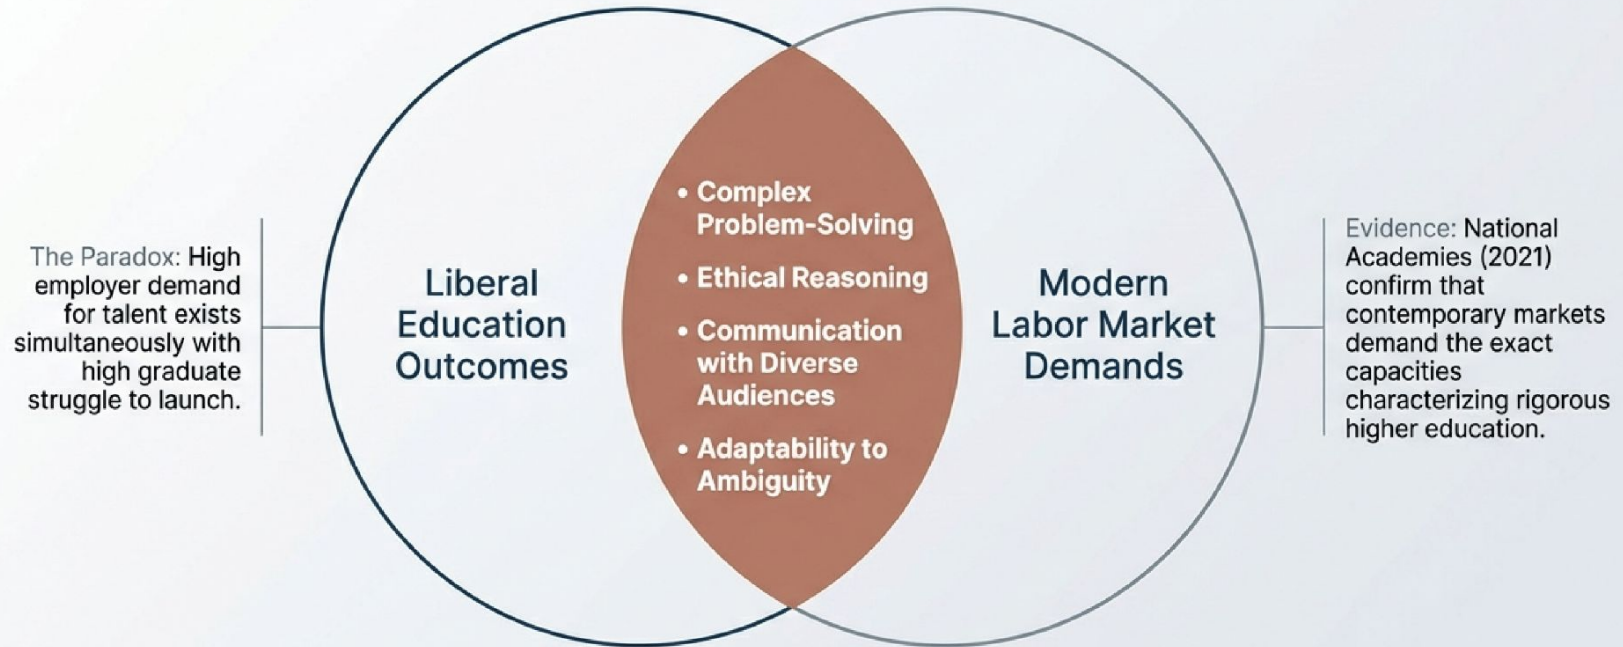 The Paradox: High
employer demand
for talent exists
simultaneously with
high graduate
struggle to launch.
Liberal
Education
Outcomes
• Complex
Problem-Solving
• Ethical Reasoning
• Communication
with Diverse
Audiences
• Adaptability to
Ambiguity
Modern
Labor Market
Demands
Evidence: National
Academies (2021)
confirm that
contemporary markets
demand the exact
capacities
characterizing rigorous
higher education.